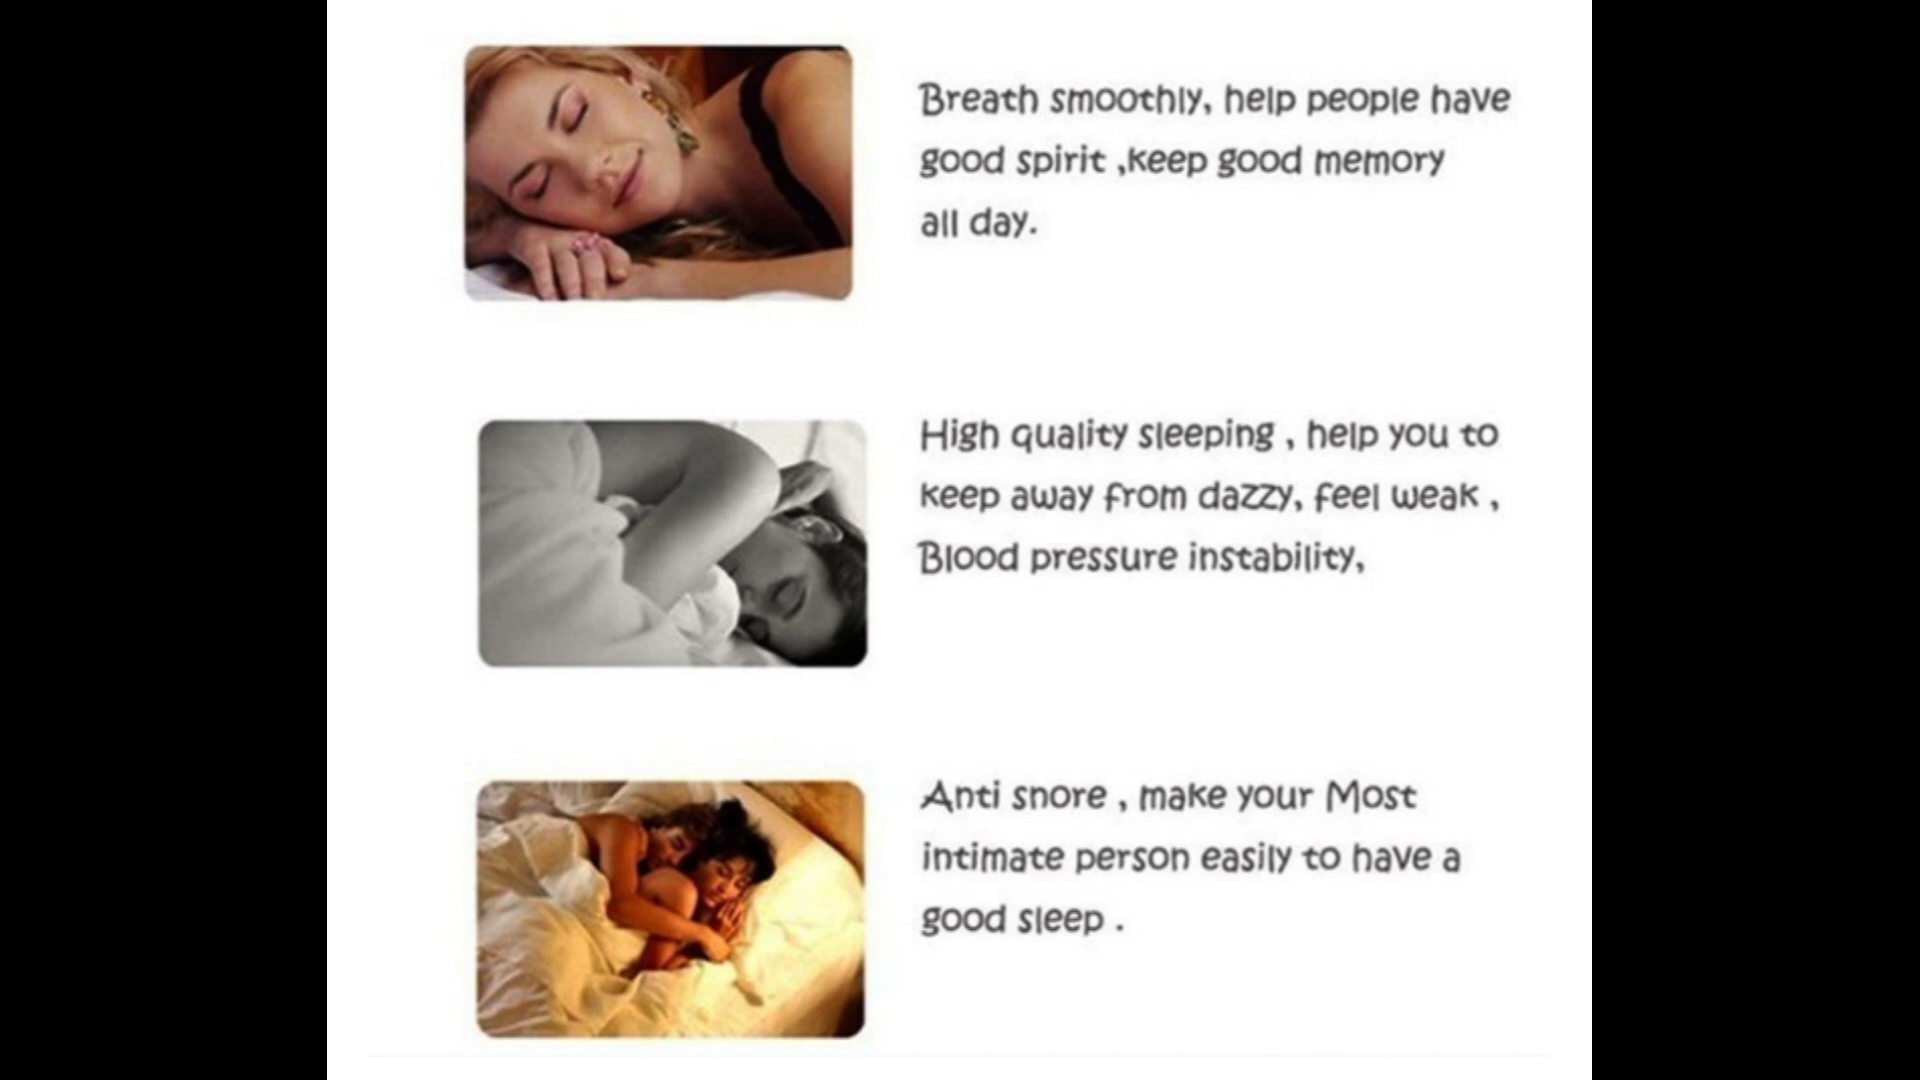 Breath smoothly, help people have
good spirit ,keep good memory
all day.
High quality sleeping , help you to
keep away from dazzy, feel weak ,
Blood pressure instability,
Anti snore , make your Most
intimate person easily to have a
good sleep .